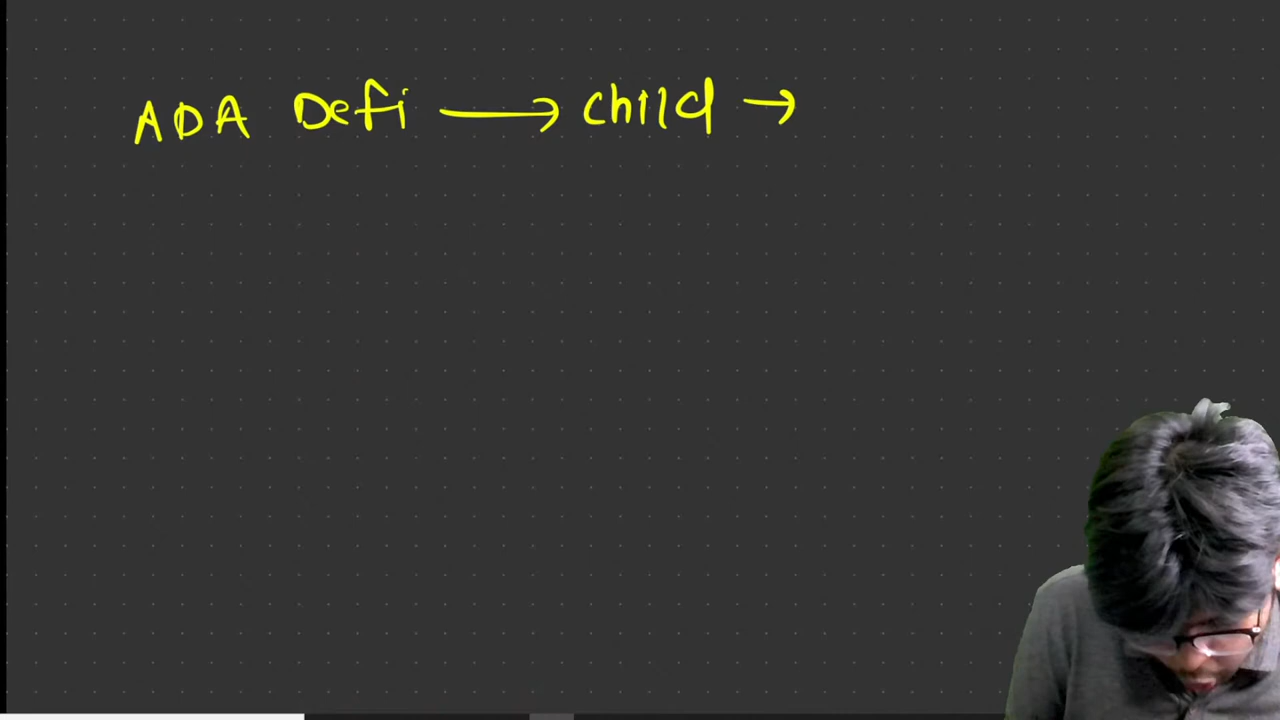 ADA Defi → child →